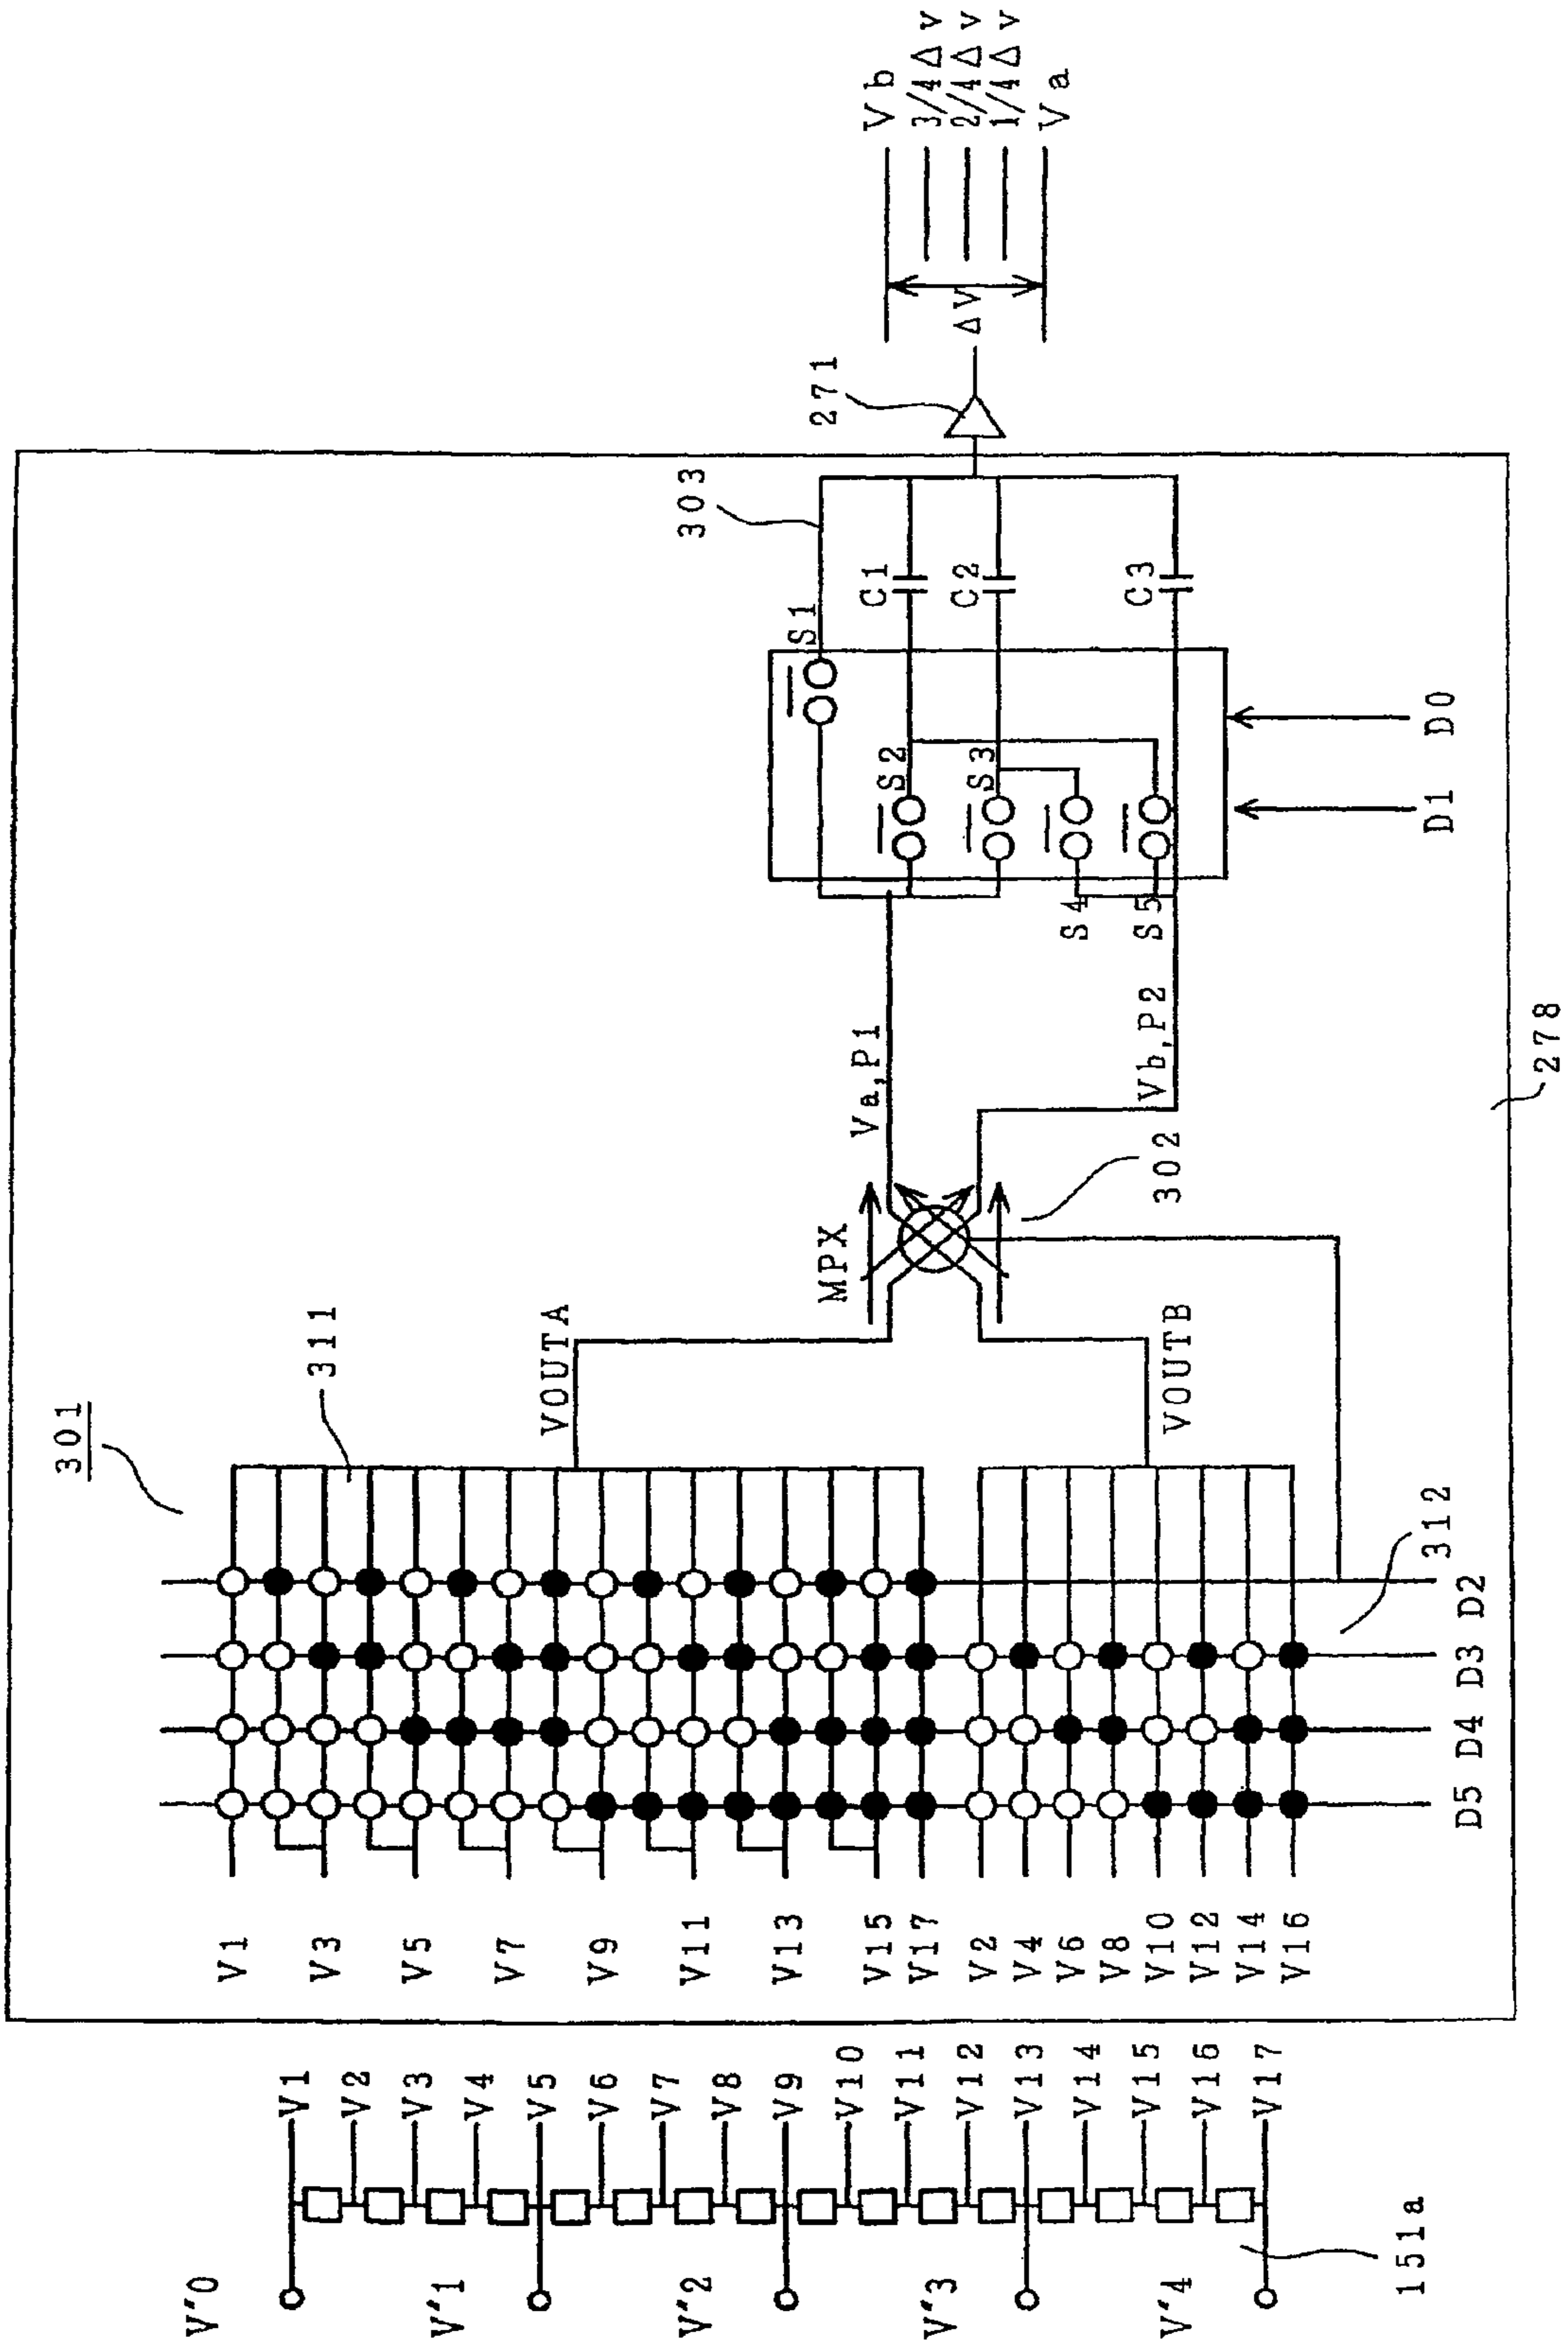 V"0
V"1
V"2
V"3
V"4
151a
V1
V2
V3
V4
V5
V6
V7
V8
V9
V10
V11
V12
V13
V14
V15
V16
V17
V1
V3
V5
V7
V9
V11
V13
V15
V17
V2
V4
V6
V8
V10
V12
V14
V16
D5
D4
D3
D2
301
311
312
VOUTA
VOUTB
MPX
302
Va,P1
Vb,P2
278
S1
S2
S3
S4
S5
D1
D0
C1
C2
C3
303
271
ΔV
Vb
3/4Δv
2/4Δv
1/4Δv
Va